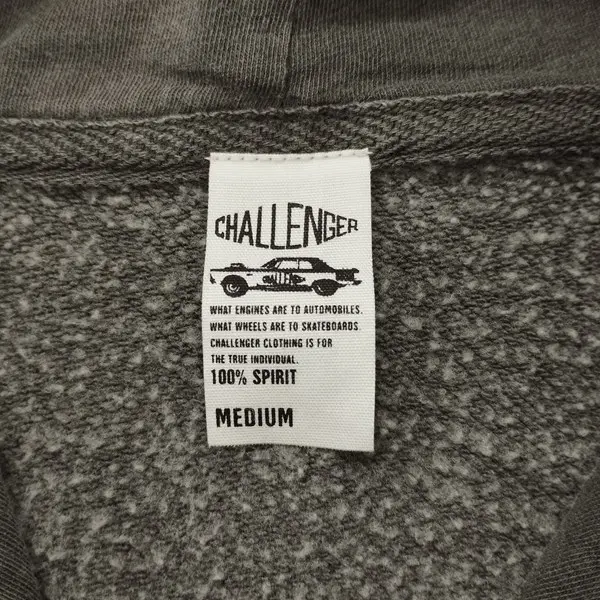 CHALLENGER
WHAT ENGINES ARE TO AUTOMOBILES.
WHAT WHEELS ARE TO SKATEBOARDS.
CHALLENGER CLOTHING IS FOR
THE TRUE INDIVIDUAL.
100% SPIRIT
MEDIUM